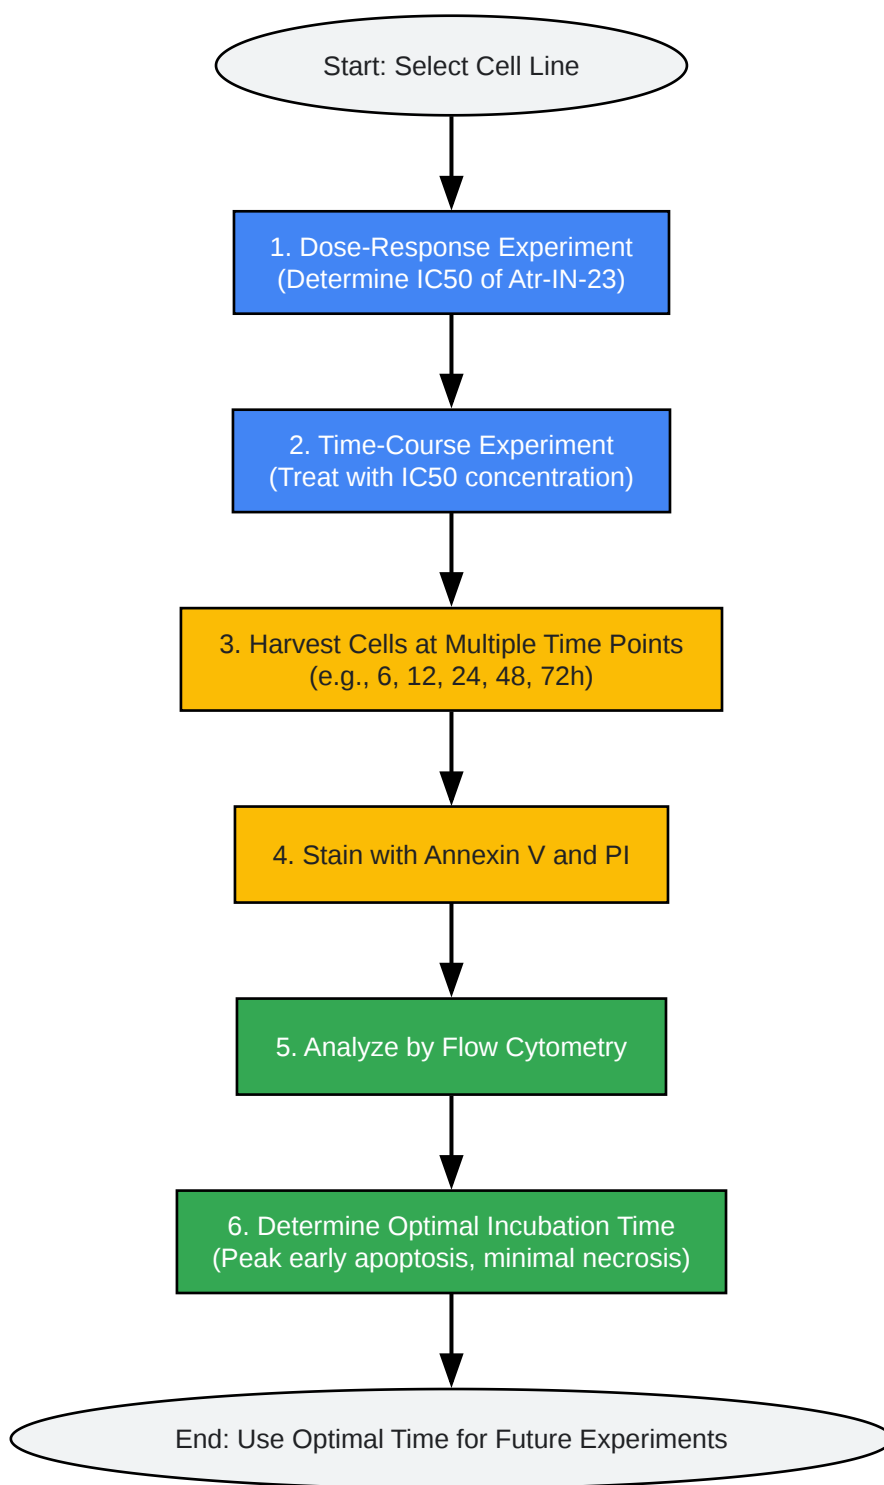 Start: Select Cell Line
1. Dose-Response Experiment
(Determine IC50 of Atr-IN-23)
2. Time-Course Experiment
(Treat with IC50 concentration)
3. Harvest Cells at Multiple Time Points
(e.g., 6, 12, 24, 48, 72h)
4. Stain with Annexin V and PI
5. Analyze by Flow Cytometry
6. Determine Optimal Incubation Time
(Peak early apoptosis, minimal necrosis)
End: Use Optimal Time for Future Experiments